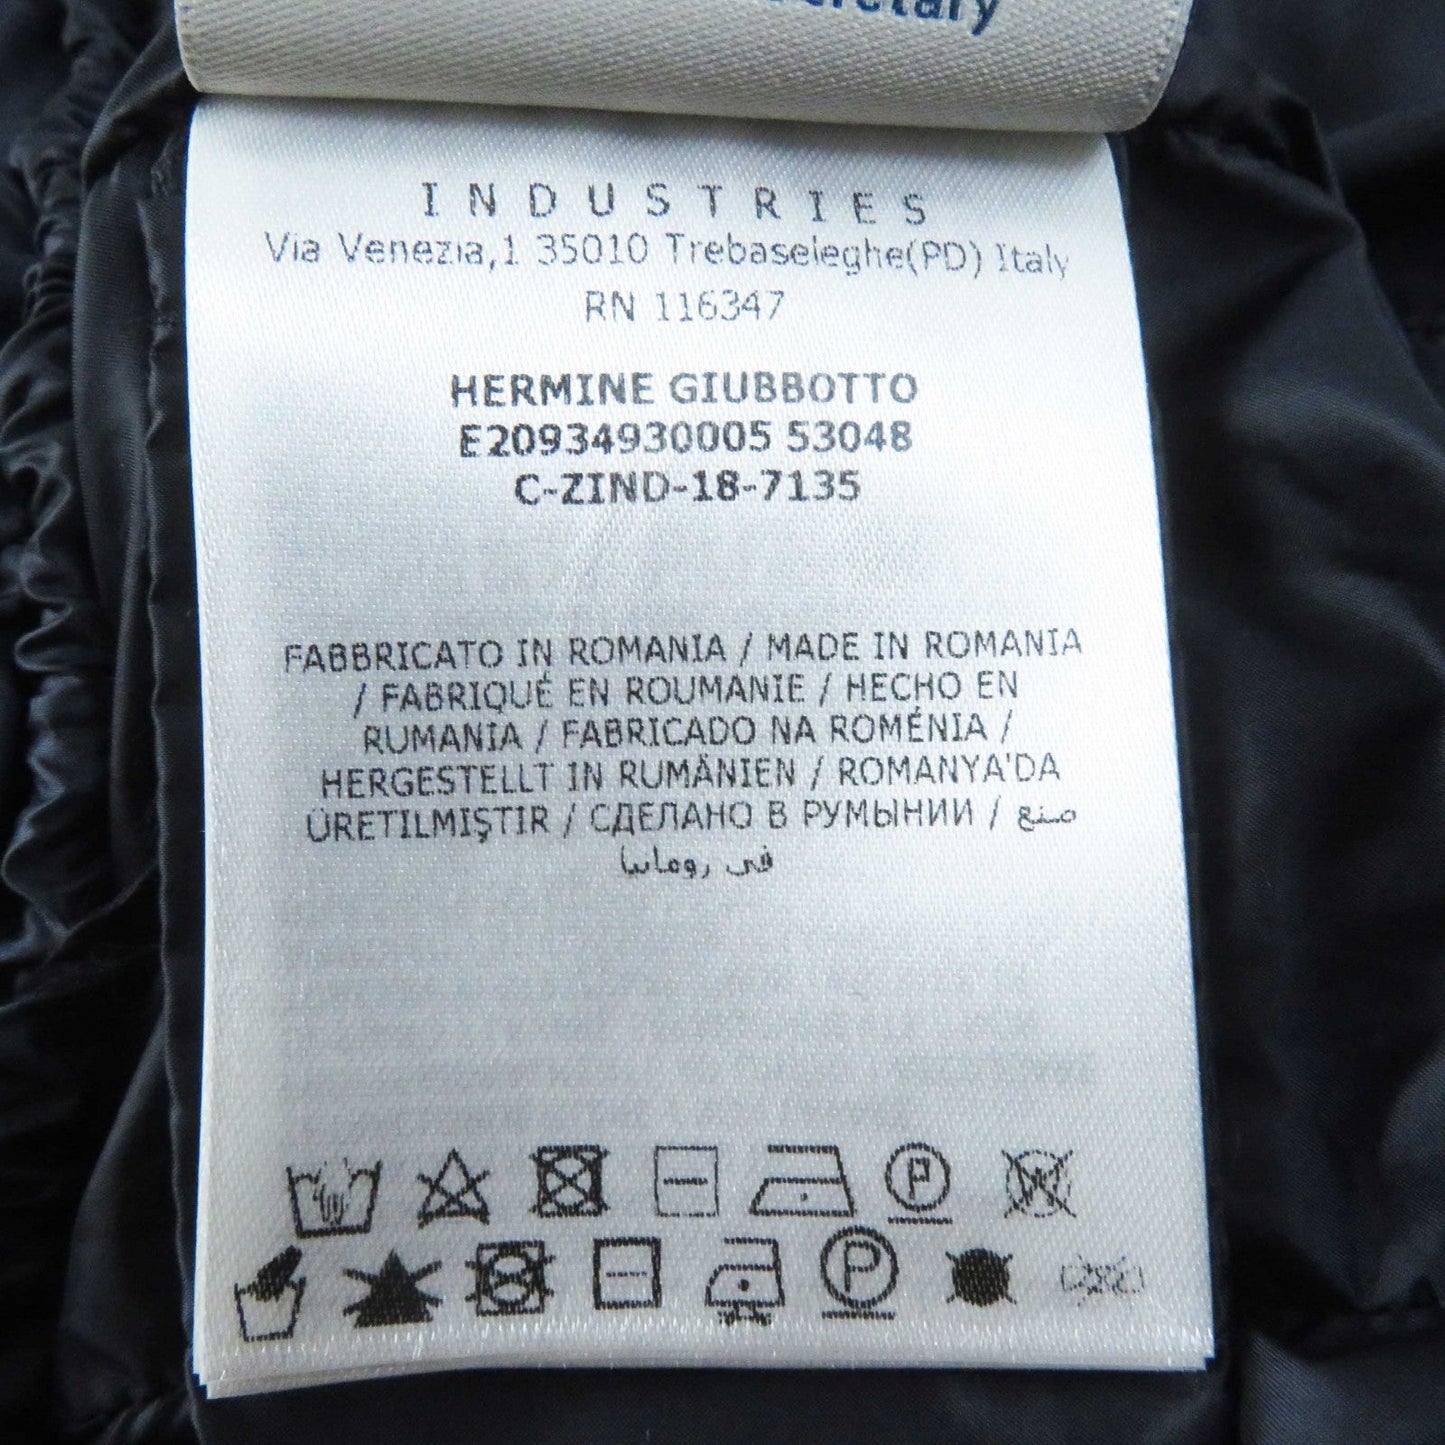 INDUSTRIES
Via Venezia,1 35010 Trebaseleghe(PD) Italy
RN 116347
HERMINE GIUBBOTTO
E20934930005 53048
C-ZIND-18-7135
FABBRICATO IN ROMANIA / MADE IN ROMANIA
/ FABRIQUÉ EN ROUMANIE / HECHO EN
RUMANIA / FABRICADO NA ROMÉNIA /
HERGESTELLT IN RUMÄNIEN / ROMANYA'DA
ÜRETILMIŞTIR / СДЕЛАНО В РУМЫНИИ / صنع
في رومانيا
P
W
P